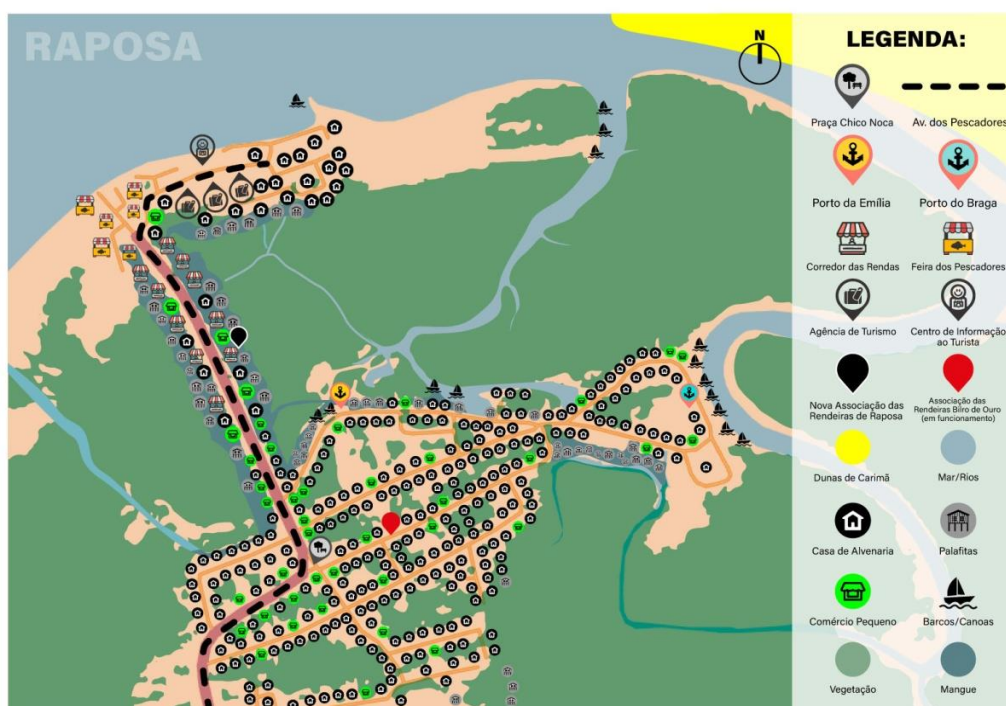 RAPOSA
N
LEGENDA:
Praça Chico Noca
Av. dos Pescadores
Porto da Emília
Porto do Braga
Corredor das Rendas
Feira dos Pescadores
Agência de Turismo
Centro de Informação
ao Turista
Nova Associação das
Rendeiras de Raposa
Associação das
Rendeiras Bilro de Ouro
(em funcionamento)
Dunas de Carimã
Mar/Rios
Casa de Alvenaria
Palafitas
Comércio Pequeno
Barcos/Canoas
Vegetação
Mangue